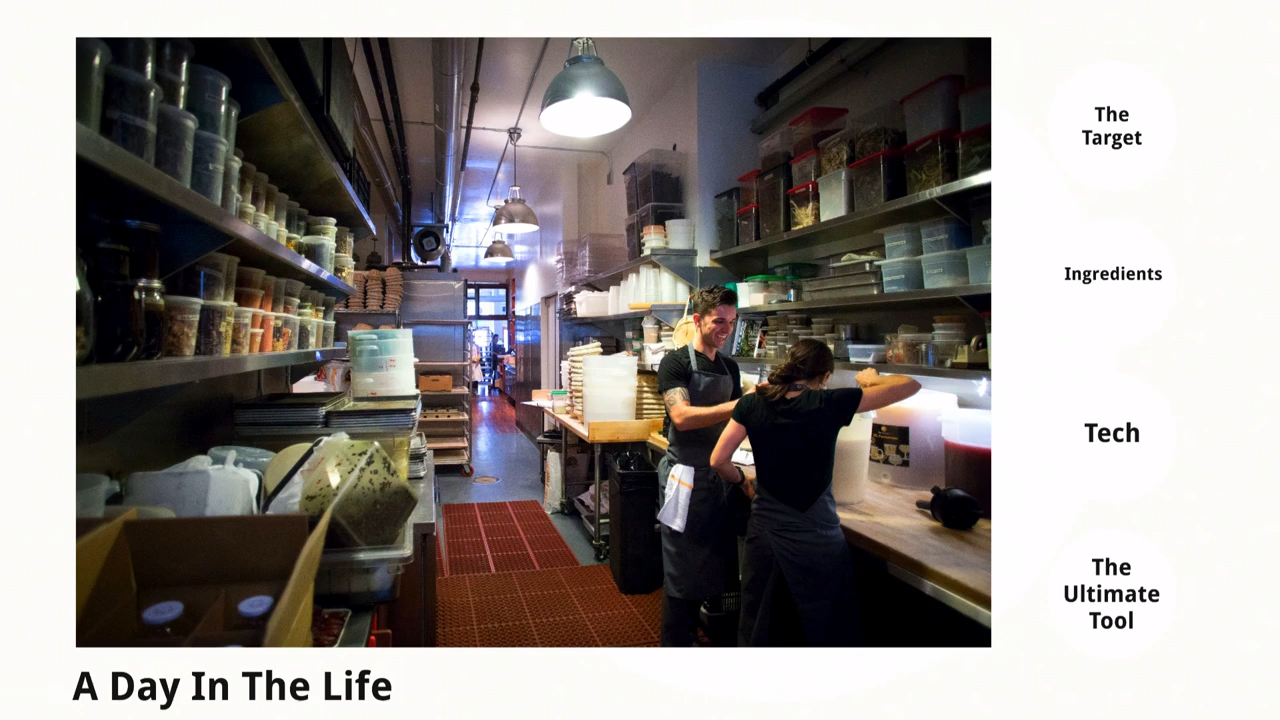 The
Target
Ingredients
Tech
The
Ultimate
Tool
A Day In The Life